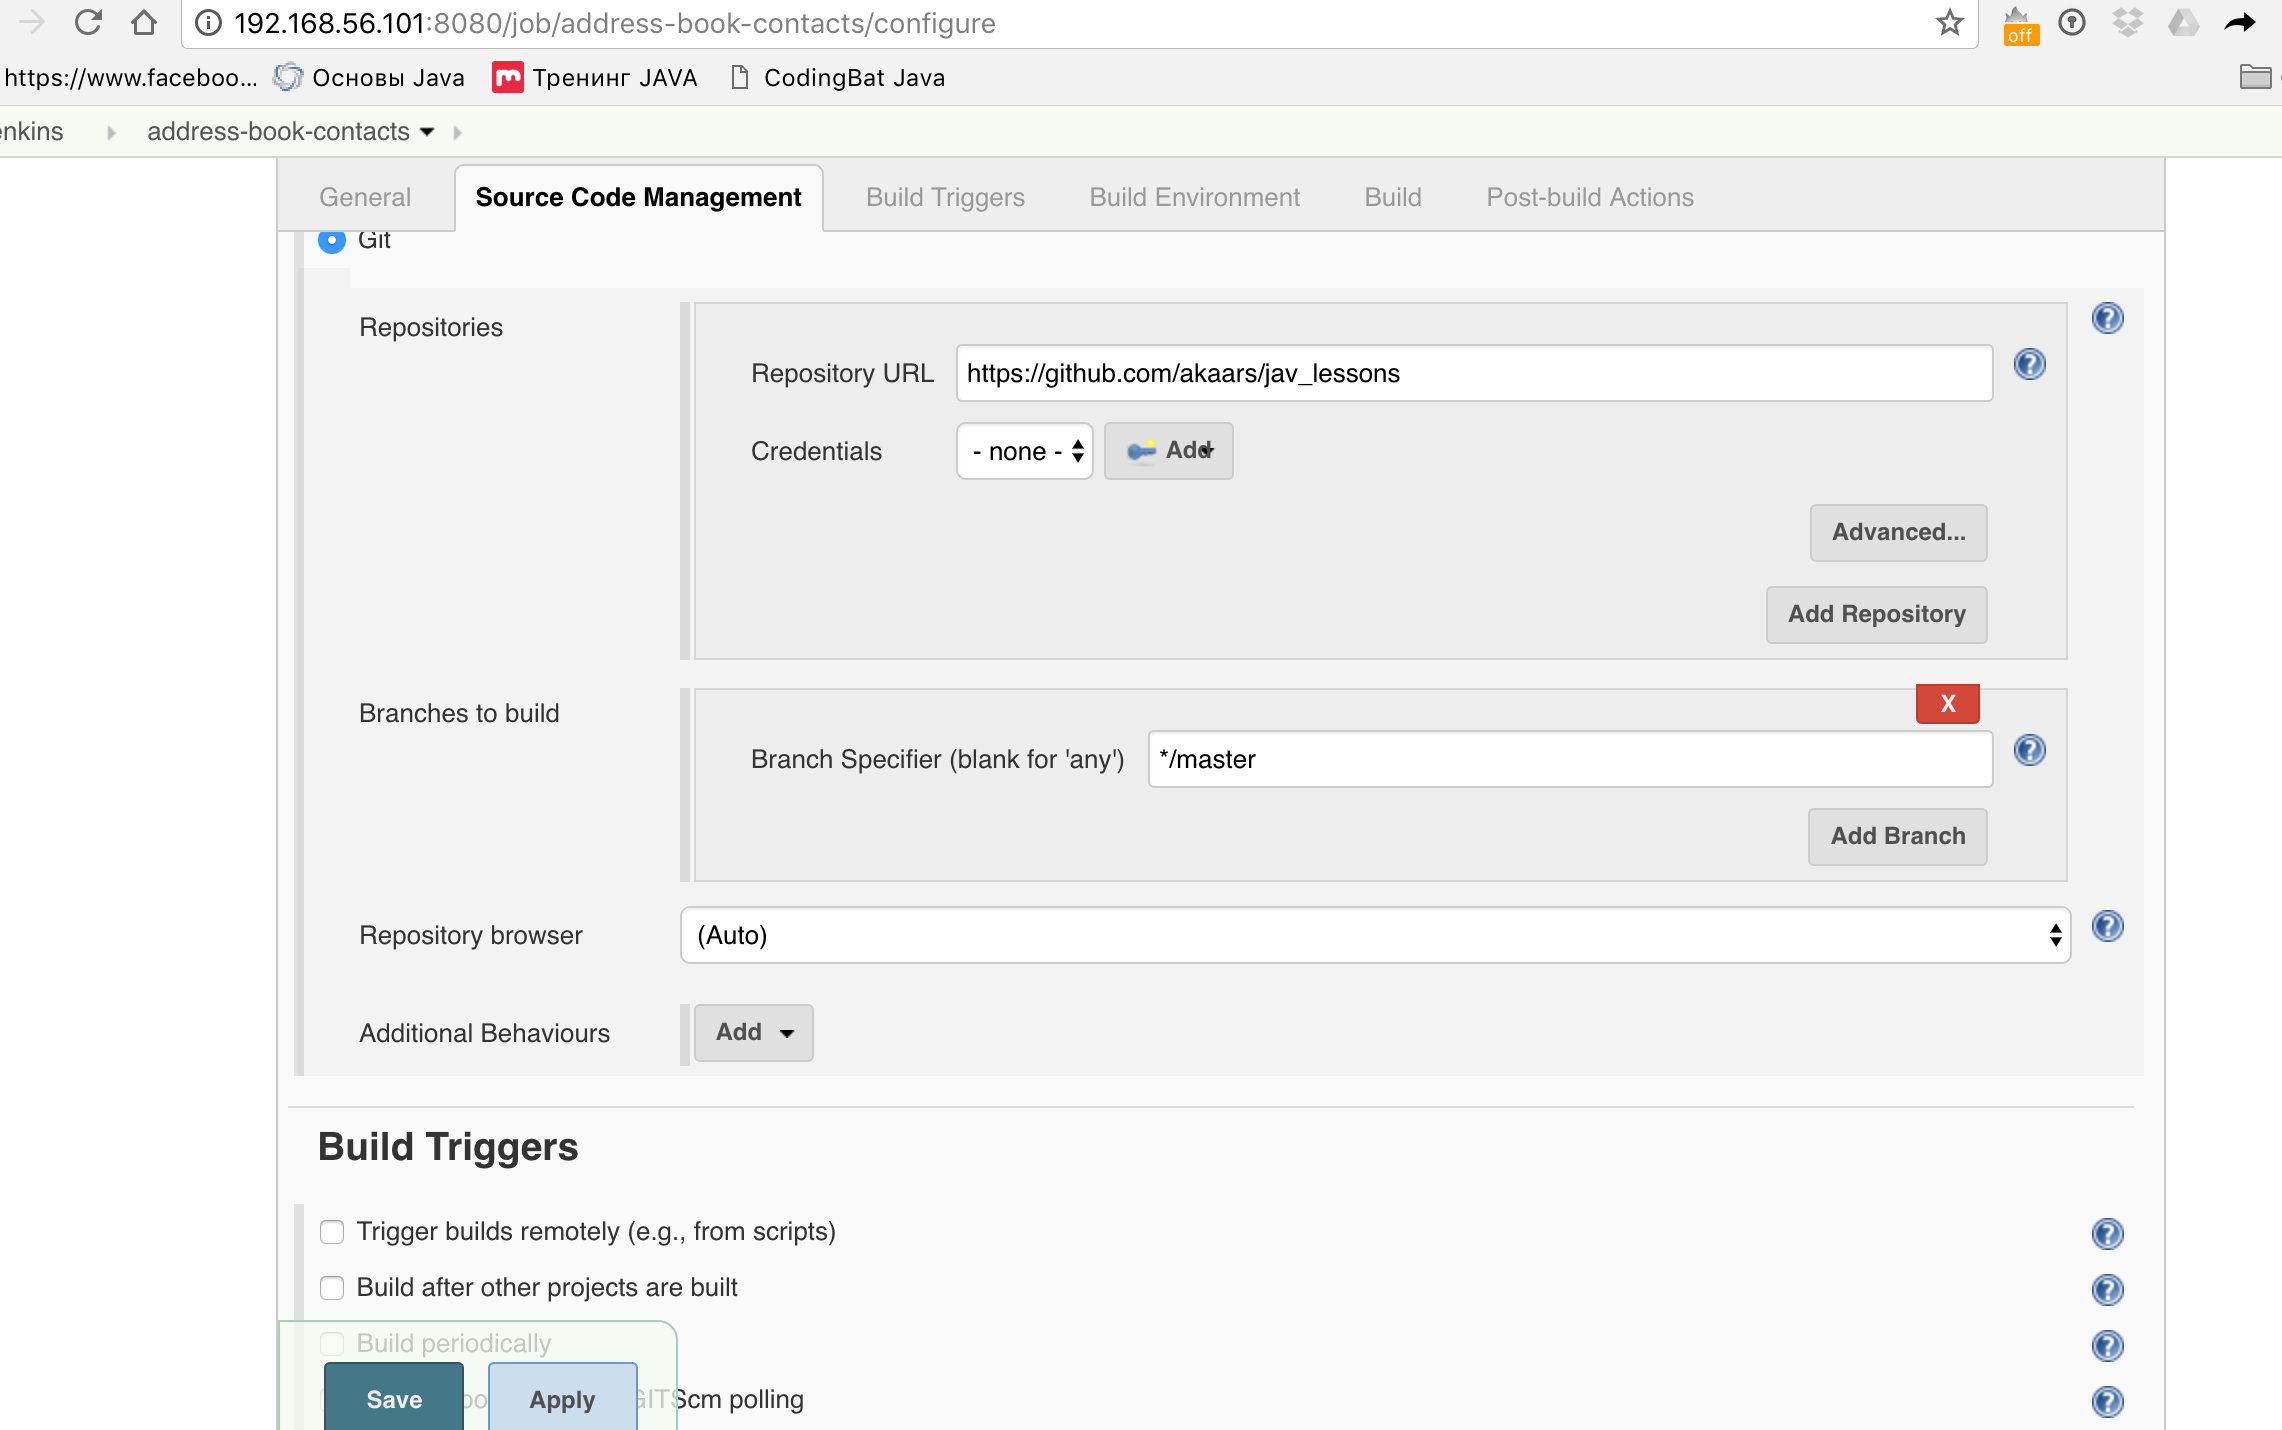 192.168.56.101:8080/job/address-book-contacts/configure
off
https://www.faceboo... Основы Java Тренинг JAVA CodingBat Java
enkins address-book-contacts
General Source Code Management Build Triggers Build Environment Build Post-build Actions
Git
Repositories
Repository URL https://github.com/akaars/jav_lessons
Credentials - none - Add
Advanced...
Add Repository
Branches to build
X
Branch Specifier (blank for 'any') */master
Add Branch
Repository browser (Auto)
Additional Behaviours Add
Build Triggers
Trigger builds remotely (e.g., from scripts)
Build after other projects are built
Build periodically
Save Apply GITScm polling